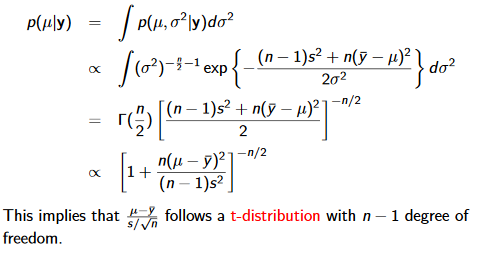 p(μ|y) = ∫ p(μ, σ²|y)dσ²
∝ ∫ (σ²)^{-n/2-1} exp { - ((n − 1)s² + n(ȳ − μ)²) / 2σ² } dσ²
= Γ(n/2) [ ((n − 1)s² + n(ȳ − μ)²) / 2 ]^{-n/2}
∝ [ 1 + n(μ − ȳ)² / (n − 1)s² ]^{-n/2}
This implies that (μ−ȳ)/(s/√n) follows a t-distribution with n − 1 degree of
freedom.